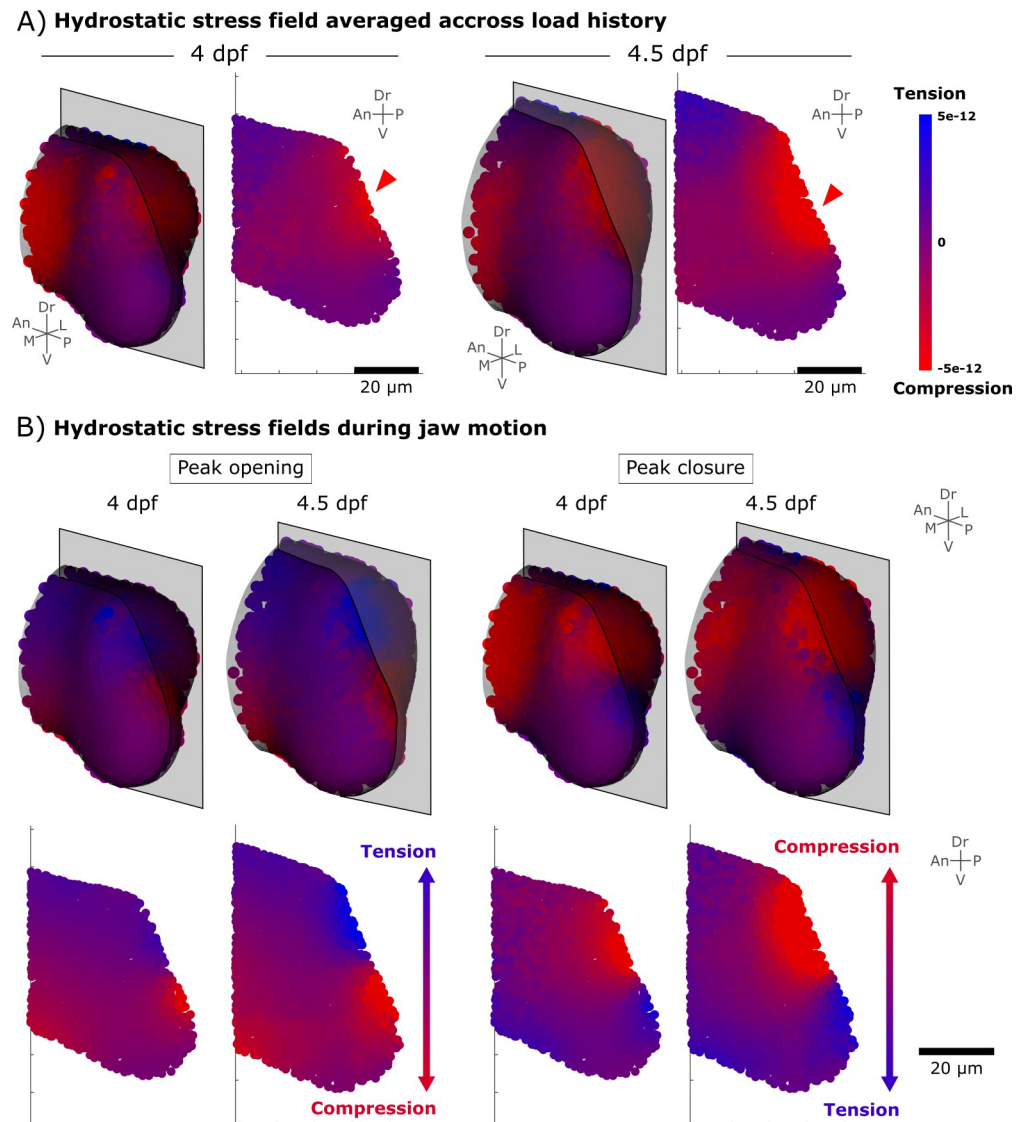 A) Hydrostatic stress field averaged accross load history
4 dpf
4.5 dpf
Dr
An P
V
Dr
An P
V
Tension
5e-12
0
-5e-12
Compression
Dr
An L
M P
V
20 µm
Dr
An L
M P
V
20 µm
B) Hydrostatic stress fields during jaw motion
Peak opening
Peak closure
4 dpf
4.5 dpf
4 dpf
4.5 dpf
Dr
An L
M P
V
Tension
Compression
Compression
Tension
Dr
An P
V
20 µm